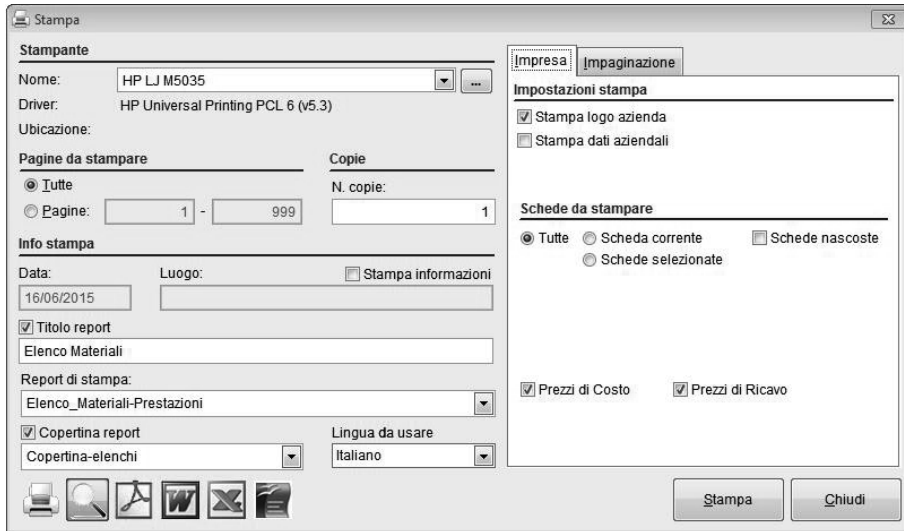 Stampa
Stampante
Nome: HP LJ M5035 ...
Driver: HP Universal Printing PCL 6 (v5.3)
Ubicazione:
Pagine da stampare Copie
Tutte N. copie:
Pagine: 1 - 999 1
Info stampa
Data: Luogo: Stampa informazioni
16/06/2015
Titolo report
Elenco Materiali
Report di stampa:
Elenco_Materiali-Prestazioni
Copertina report Lingua da usare
Copertina-elenchi Italiano
Impresa Impaginazione
Impostazioni stampa
Stampa logo azienda
Stampa dati aziendali
Schede da stampare
Tutte Scheda corrente Schede nascoste
Schede selezionate
Prezzi di Costo Prezzi di Ricavo
Stampa Chiudi